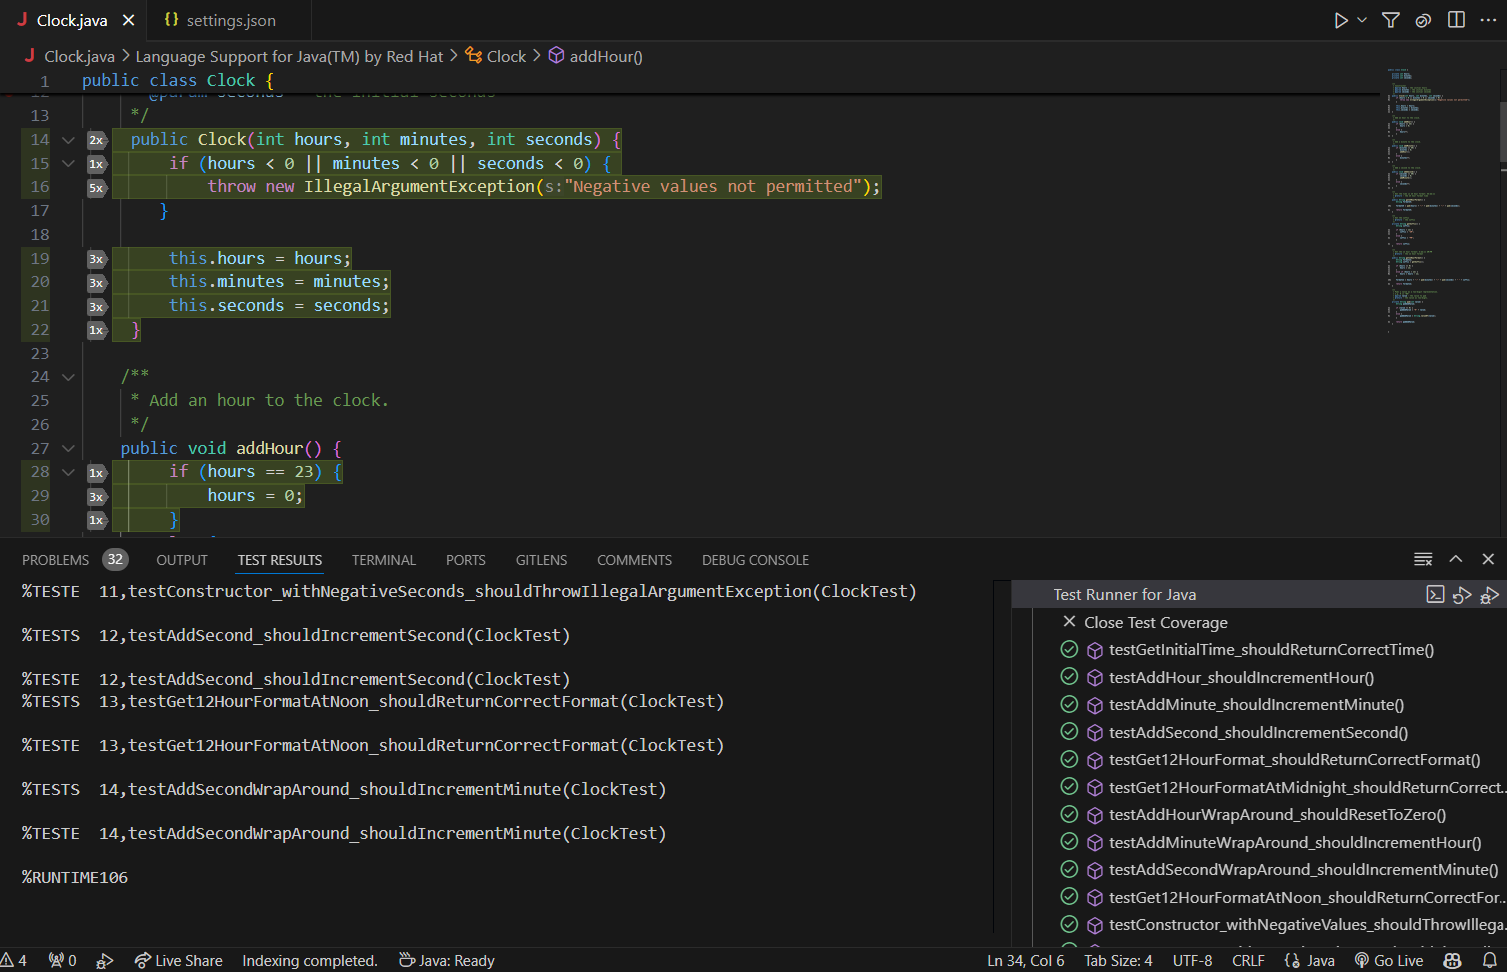 J Clock.java
{} settings.json
J Clock.java > Language Support for Java(TM) by Red Hat > Clock > addHour()
1 public class Clock {
13 */
14 2x public Clock(int hours, int minutes, int seconds) {
15 1x if (hours < 0 || minutes < 0 || seconds < 0) {
16 5x throw new IllegalArgumentException(s:"Negative values not permitted");
17 }
18
19 3x this.hours = hours;
20 3x this.minutes = minutes;
21 3x this.seconds = seconds;
22 1x }
23
24 /**
25 * Add an hour to the clock.
26 */
27 public void addHour() {
28 1x if (hours == 23) {
29 3x hours = 0;
30 1x }
PROBLEMS 32 OUTPUT TEST RESULTS TERMINAL PORTS GITLENS COMMENTS DEBUG CONSOLE
%TESTE 11,testConstructor_withNegativeSeconds_shouldThrowIllegalArgumentException(ClockTest)
%TESTS 12,testAddSecond_shouldIncrementSecond(ClockTest)
%TESTE 12,testAddSecond_shouldIncrementSecond(ClockTest)
%TESTS 13,testGet12HourFormatAtNoon_shouldReturnCorrectFormat(ClockTest)
%TESTE 13,testGet12HourFormatAtNoon_shouldReturnCorrectFormat(ClockTest)
%TESTS 14,testAddSecondWrapAround_shouldIncrementMinute(ClockTest)
%TESTE 14,testAddSecondWrapAround_shouldIncrementMinute(ClockTest)
%RUNTIME106
Test Runner for Java
Close Test Coverage
testGetInitialTime_shouldReturnCorrectTime()
testAddHour_shouldIncrementHour()
testAddMinute_shouldIncrementMinute()
testAddSecond_shouldIncrementSecond()
testGet12HourFormat_shouldReturnCorrectFormat()
testGet12HourFormatAtMidnight_shouldReturnCorrect...
testAddHourWrapAround_shouldResetToZero()
testAddMinuteWrapAround_shouldIncrementHour()
testAddSecondWrapAround_shouldIncrementMinute()
testGet12HourFormatAtNoon_shouldReturnCorrectFor...
testConstructor_withNegativeValues_shouldThrowIllega...
4 0 Live Share Indexing completed. Java: Ready Ln 34, Col 6 Tab Size: 4 UTF-8 CRLF Java Go Live